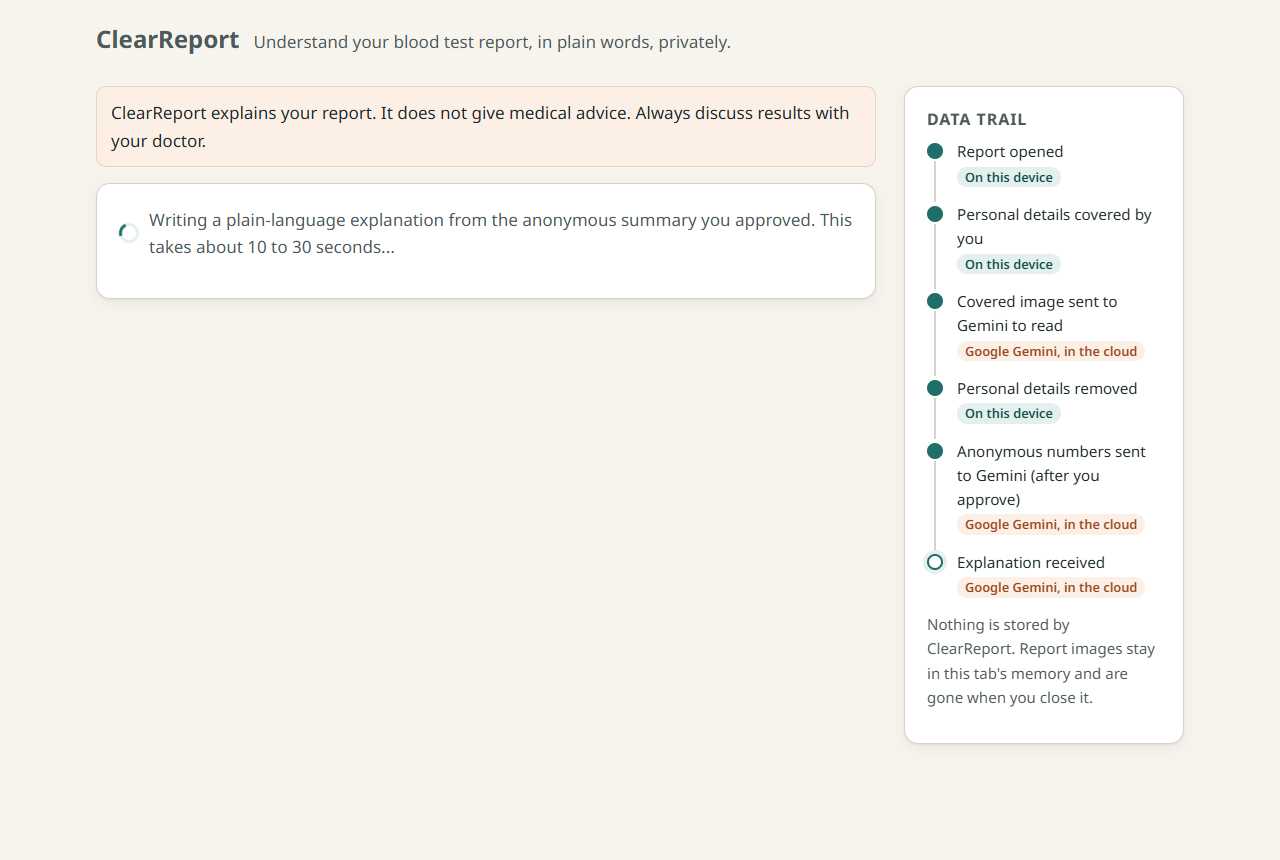 ClearReport Understand your blood test report, in plain words, privately.
ClearReport explains your report. It does not give medical advice. Always discuss results with
your doctor.
Writing a plain-language explanation from the anonymous summary you approved. This
takes about 10 to 30 seconds...
DATA TRAIL
Report opened
On this device
Personal details covered by
you
On this device
Covered image sent to
Gemini to read
Google Gemini, in the cloud
Personal details removed
On this device
Anonymous numbers sent
to Gemini (after you
approve)
Google Gemini, in the cloud
Explanation received
Google Gemini, in the cloud
Nothing is stored by
ClearReport. Report images stay
in this tab's memory and are
gone when you close it.